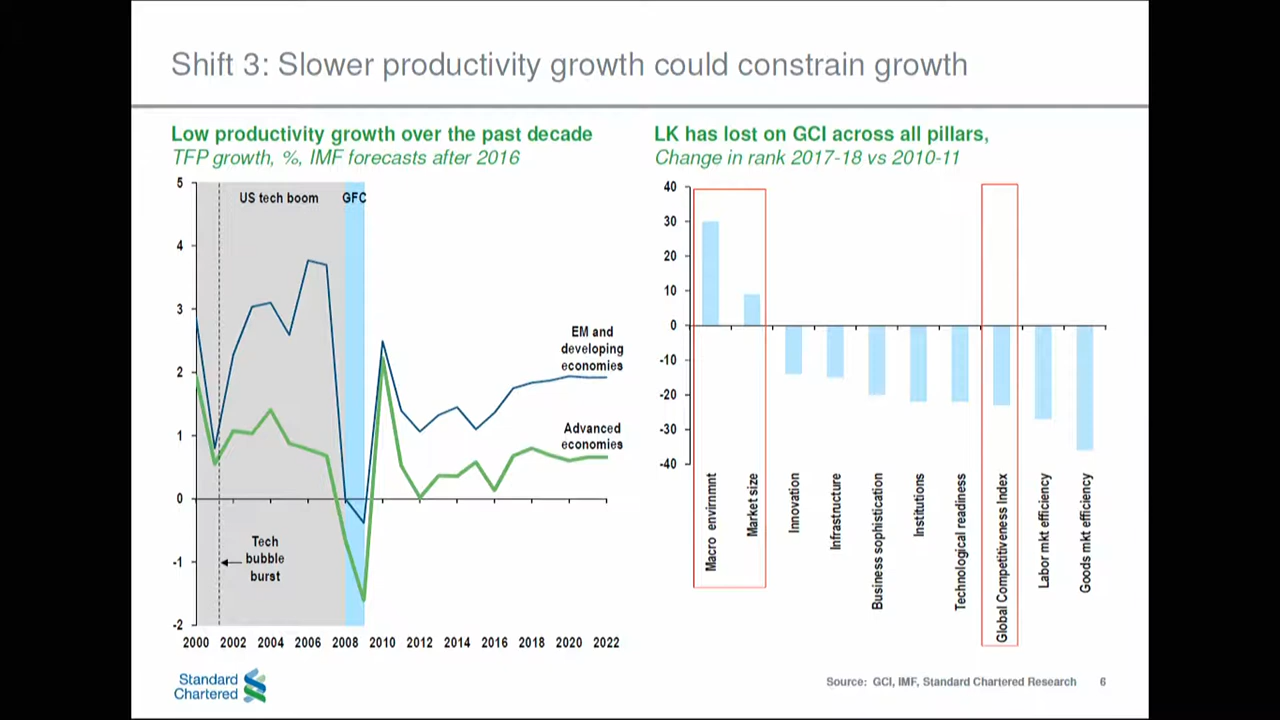 Shift 3: Slower productivity growth could constrain growth
Low productivity growth over the past decade
TFP growth, %, IMF forecasts after 2016
5
4
3
2
1
0
-1
-2
US tech boom
GFC
EM and
developing
economies
Advanced
economies
Tech
bubble
burst
2000 2002 2004 2006 2008 2010 2012 2014 2016 2018 2020 2022
LK has lost on GCI across all pillars,
Change in rank 2017-18 vs 2010-11
40
30
20
10
0
-10
-20
-30
-40
Macro envirnmnt
Market size
Innovation
Infrastructure
Business sophistication
Institutions
Technological readiness
Global Competitiveness Index
Labor mkt efficiency
Goods mkt efficiency
Standard
Chartered
Source: GCI, IMF, Standard Chartered Research 6